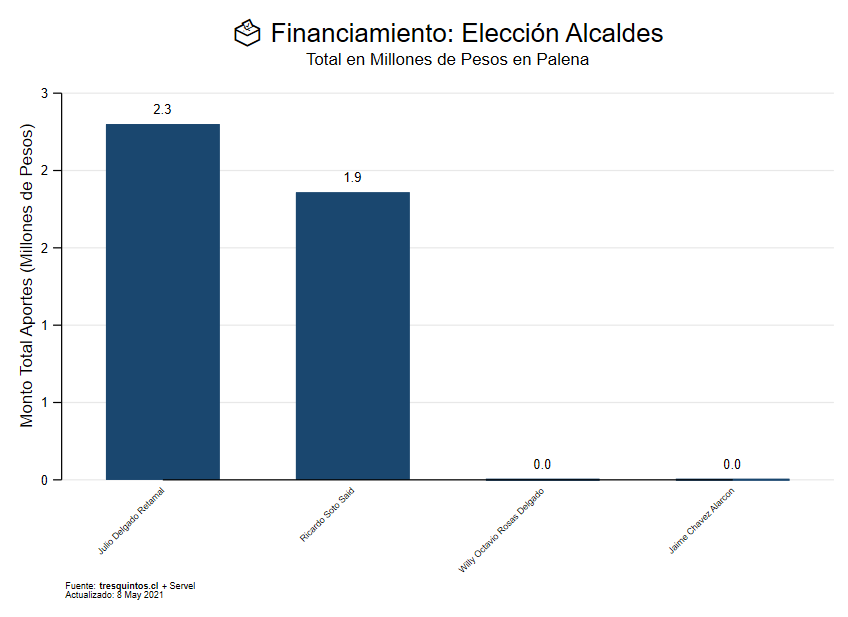 Financiamiento: Elección Alcaldes
Total en Millones de Pesos en Palena
Monto Total Aportes (Millones de Pesos)
3
2
2
1
1
0
2.3
1.9
0.0
0.0
Julio Delgado Retamal
Ricardo Soto Said
Willy Octavio Rosas Delgado
Jaime Chavez Alarcon
Fuente: tresquintos.cl + Servel
Actualizado: 8 May 2021